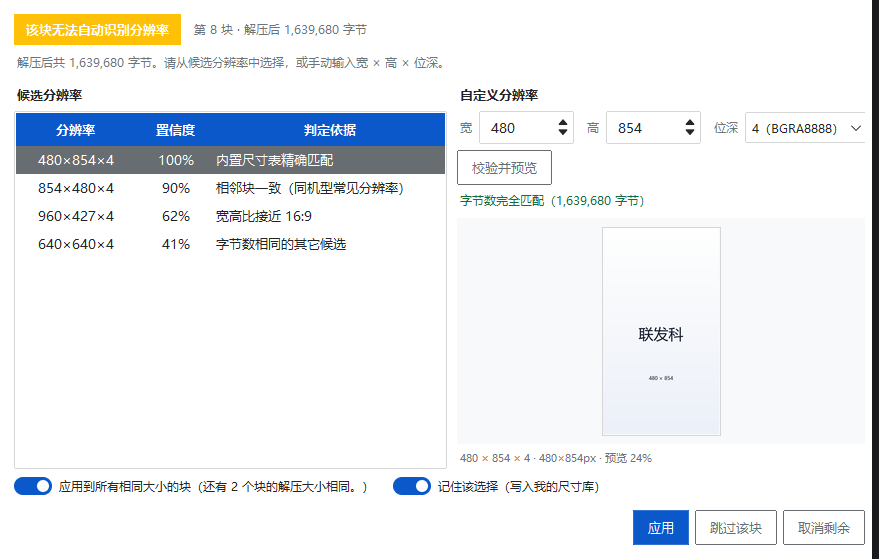 该块无法自动识别分辨率 第 8 块 · 解压后 1,639,680 字节
解压后共 1,639,680 字节。请从候选分辨率中选择，或手动输入宽 × 高 × 位深。
候选分辨率
分辨率 置信度 判定依据
480×854×4 100% 内置尺寸表精确匹配
854×480×4 90% 相邻块一致（同机型常见分辨率）
960×427×4 62% 宽高比接近 16:9
640×640×4 41% 字节数相同的其它候选
自定义分辨率
宽 480 高 854 位深 4（BGRA8888）
校验并预览
字节数完全匹配（1,639,680 字节）
联发科
480 × 854
480 × 854 × 4 · 480×854px · 预览 24%
应用到所有相同大小的块（还有 2 个块的解压大小相同。） 记住该选择（写入我的尺寸库）
应用 跳过该块 取消剩余